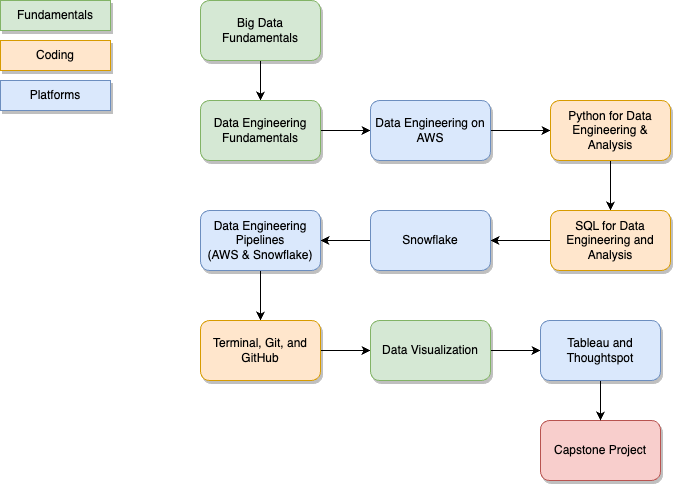 Fundamentals
Coding
Platforms
Big Data
Fundamentals
Data Engineering
Fundamentals
Data Engineering on
AWS
Python for Data
Engineering &
Analysis
Data Engineering
Pipelines
(AWS & Snowflake)
Snowflake
SQL for Data
Engineering and
Analysis
Terminal, Git, and
GitHub
Data Visualization
Tableau and
Thoughtspot
Capstone Project